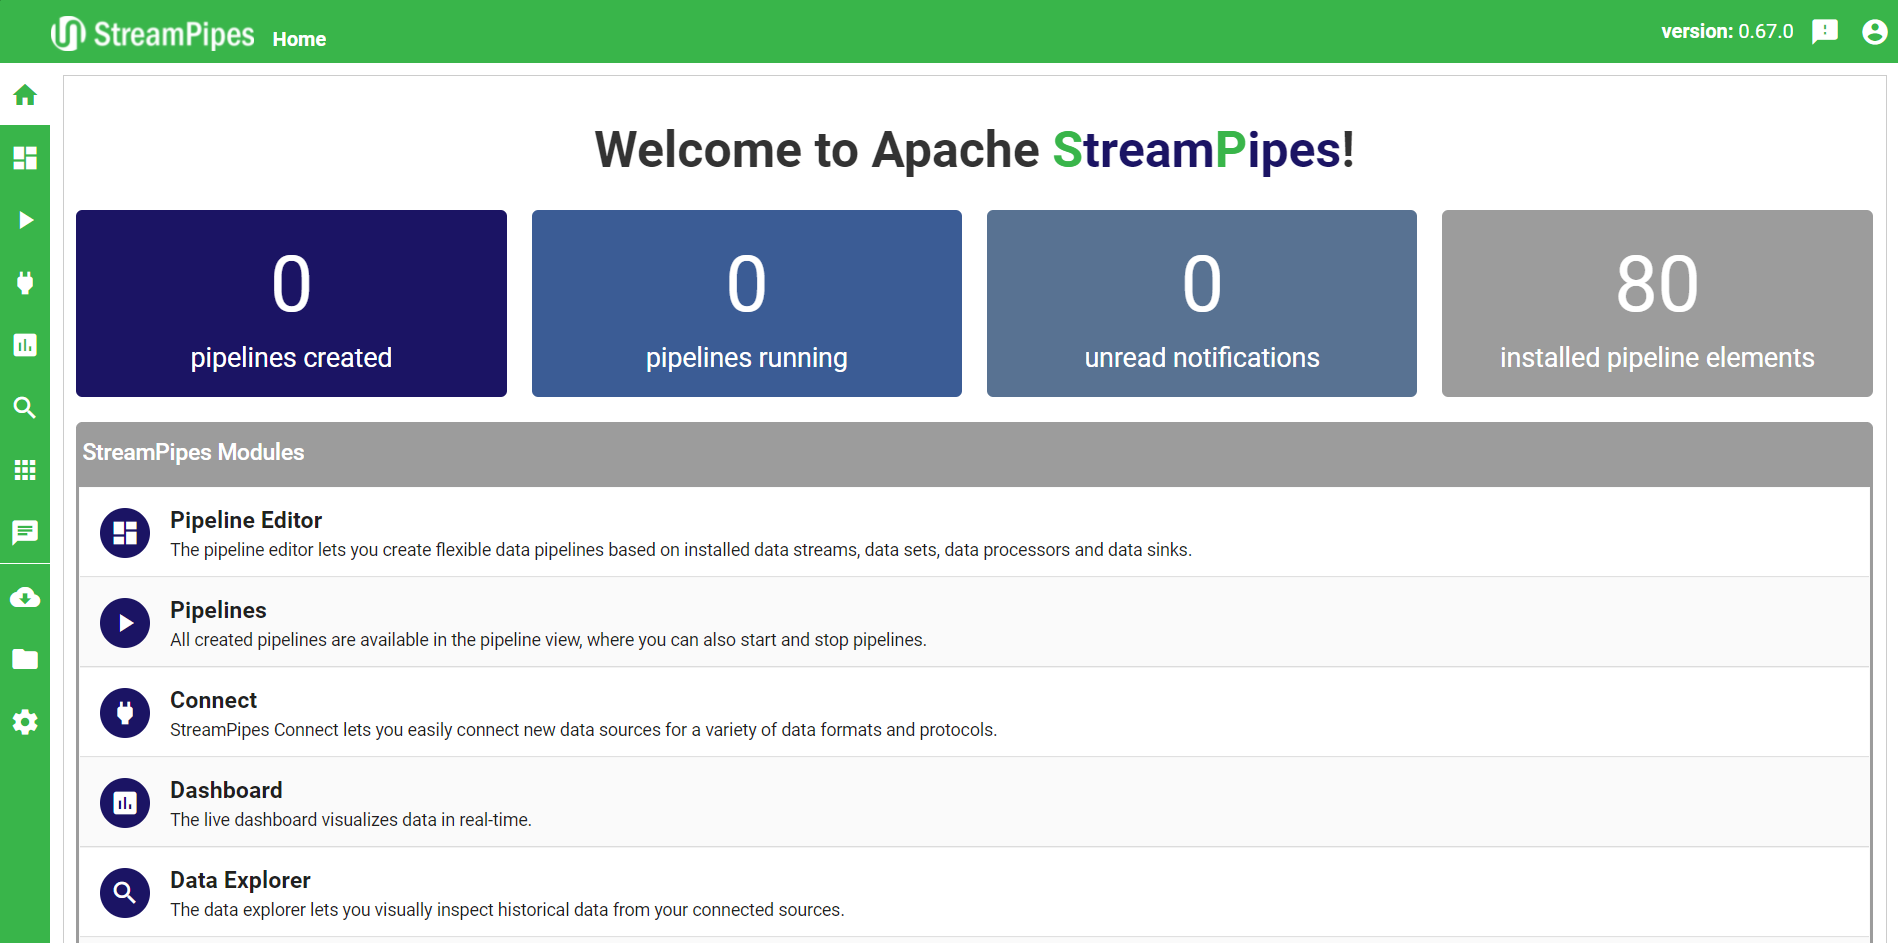 StreamPipes Home version: 0.67.0
Welcome to Apache StreamPipes!
0
pipelines created
0
pipelines running
0
unread notifications
80
installed pipeline elements
StreamPipes Modules
Pipeline Editor
The pipeline editor lets you create flexible data pipelines based on installed data streams, data sets, data processors and data sinks.
Pipelines
All created pipelines are available in the pipeline view, where you can also start and stop pipelines.
Connect
StreamPipes Connect lets you easily connect new data sources for a variety of data formats and protocols.
Dashboard
The live dashboard visualizes data in real-time.
Data Explorer
The data explorer lets you visually inspect historical data from your connected sources.